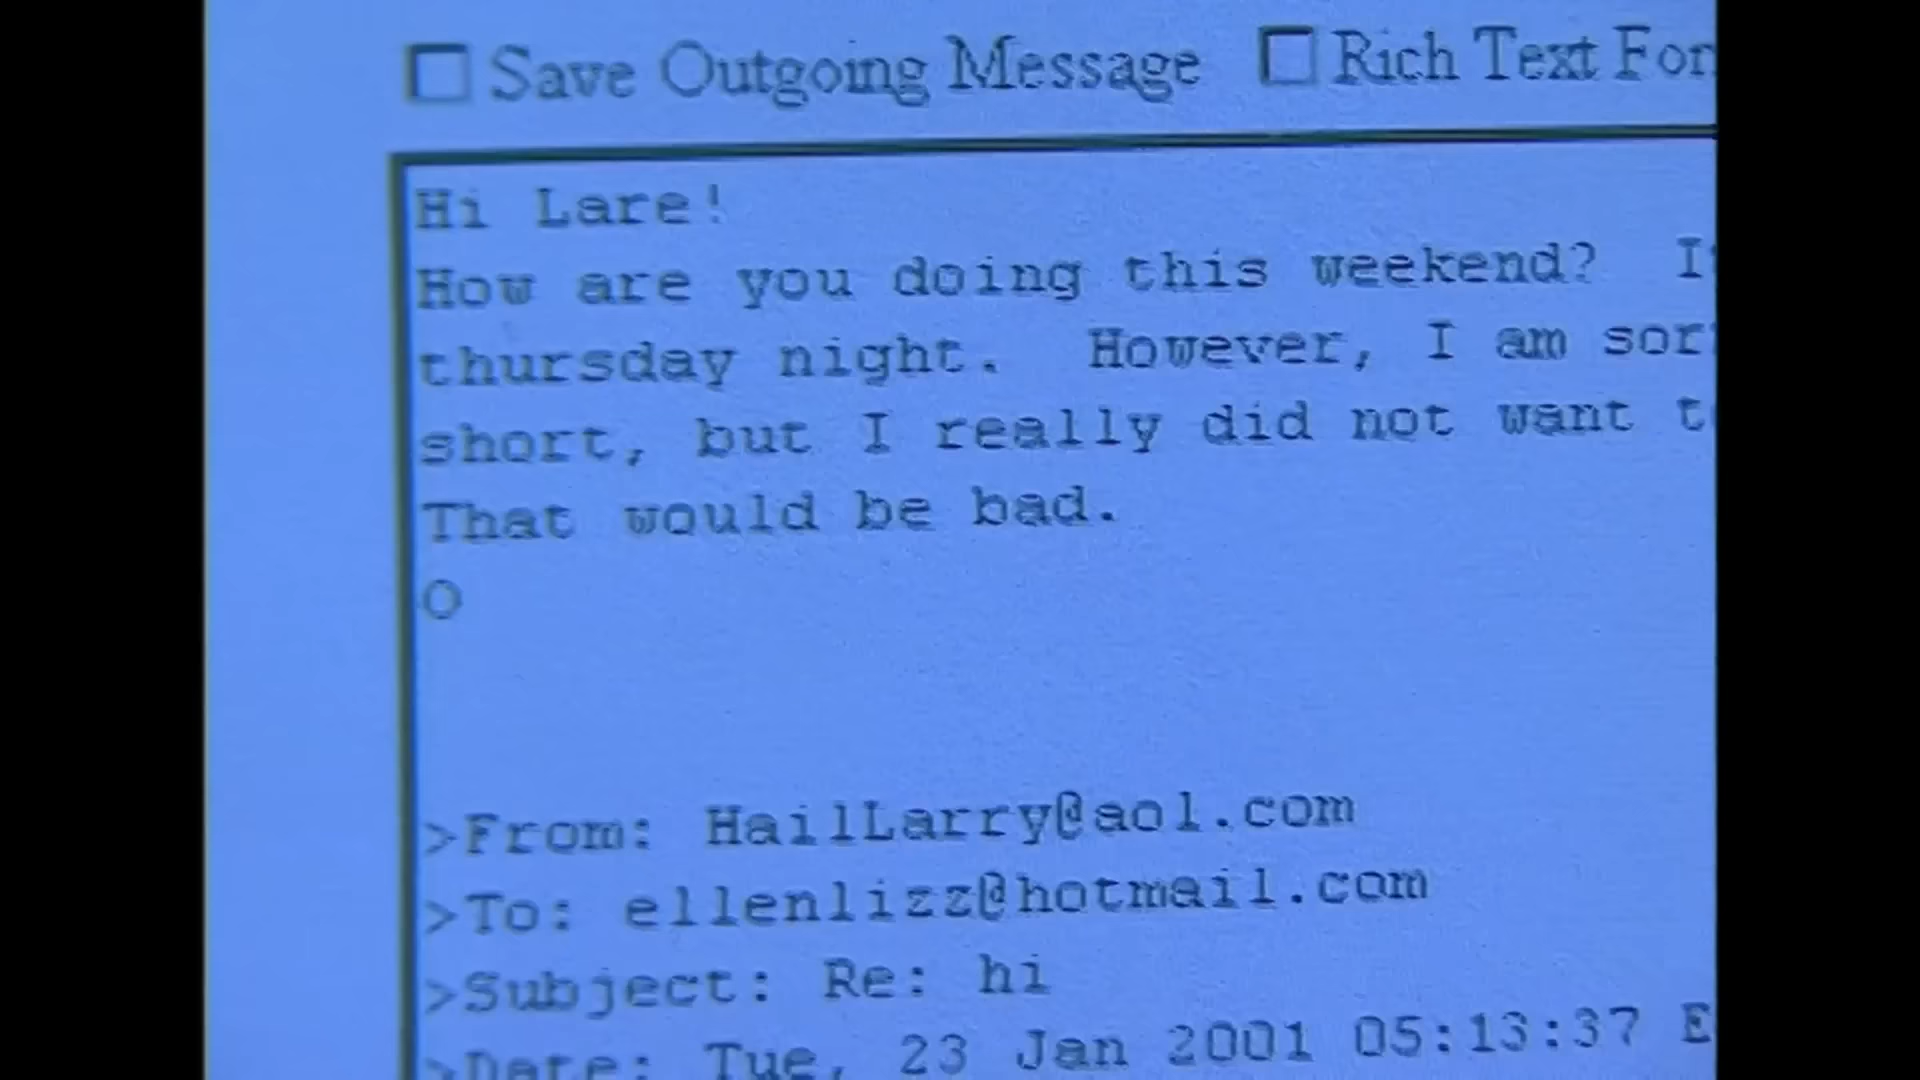 Save Outgoing Message Rich Text For
Hi Lare!
How are you doing this weekend? I
thursday night. However, I am sor
short, but I really did not want t
That would be bad.
O
>From: HailLarry@aol.com
>To: ellenlizz@hotmail.com
>Subject: Re: hi
>Date: Tue, 23 Jan 2001 05:13:37 E